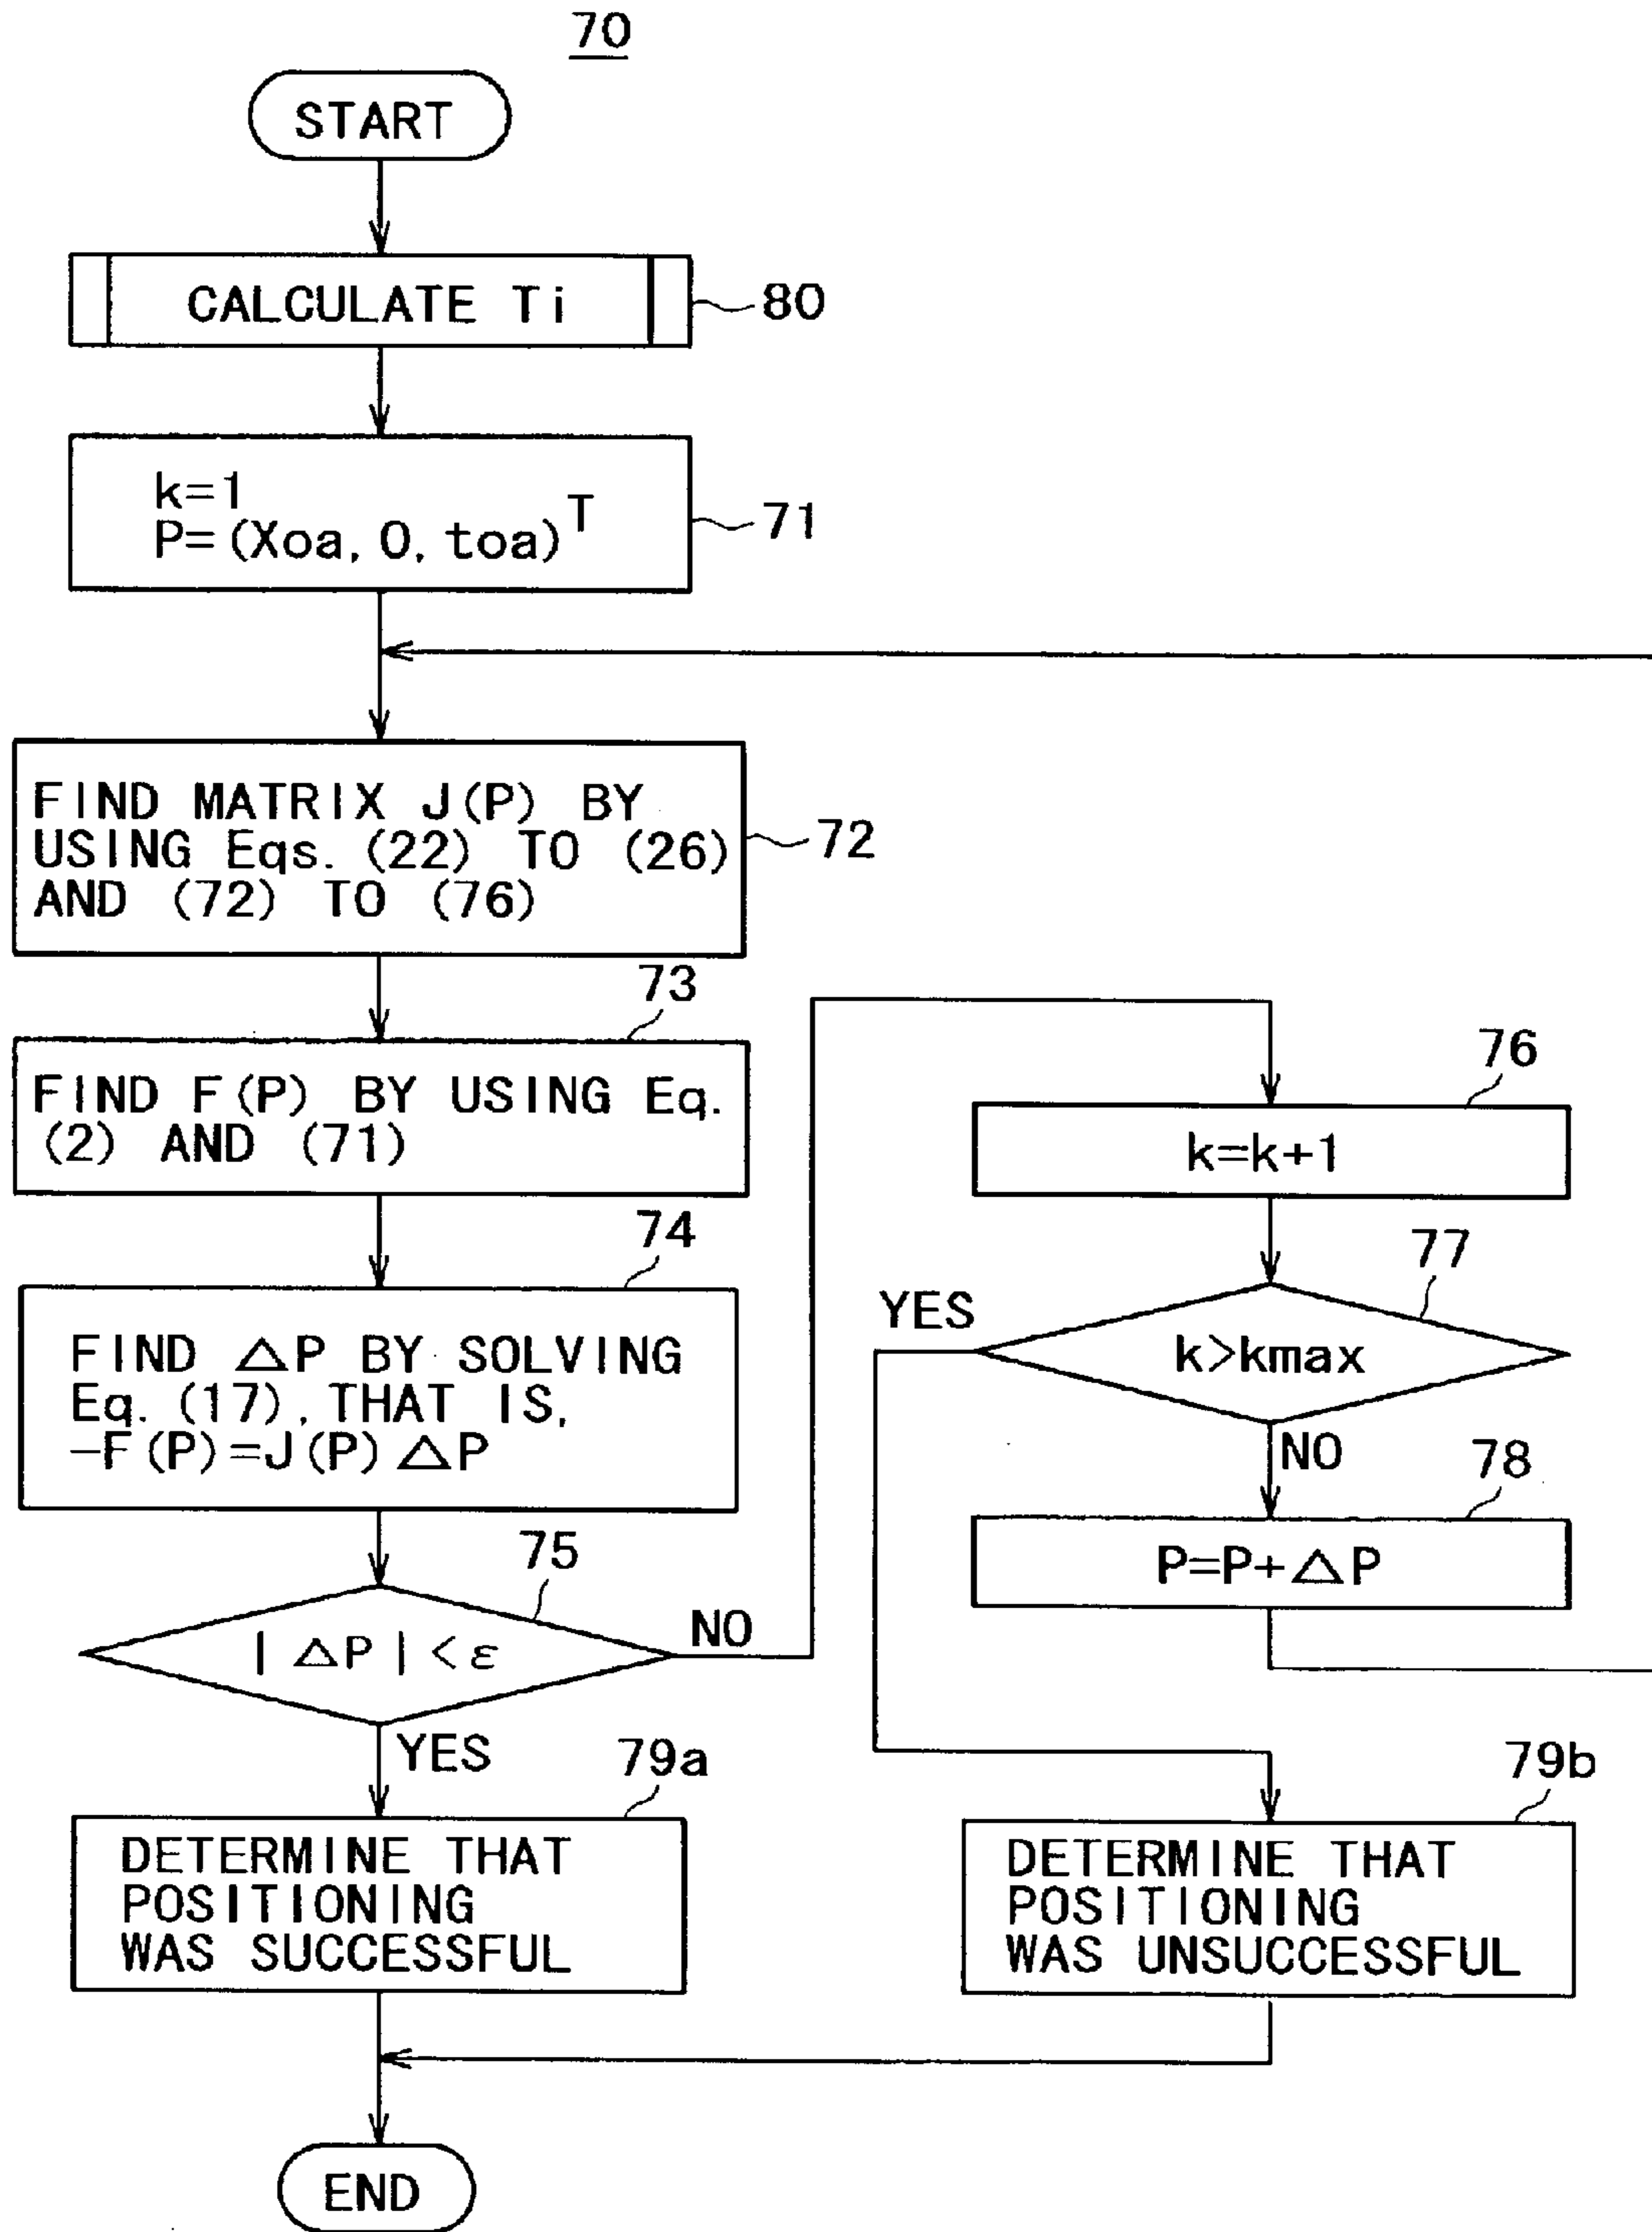 70
START
CALCULATE Ti
80
k=1
P=(Xoa, 0, toa)^T
71
FIND MATRIX J(P) BY
USING Eqs. (22) TO (26)
AND (72) TO (76)
72
73
FIND F(P) BY USING Eq.
(2) AND (71)
74
FIND △P BY SOLVING
Eq. (17), THAT IS,
-F(P)=J(P)△P
75
| △P | < ε
NO
YES
76
k=k+1
77
YES
k>kmax
NO
78
P=P+△P
79a
DETERMINE THAT
POSITIONING
WAS SUCCESSFUL
79b
DETERMINE THAT
POSITIONING
WAS UNSUCCESSFUL
END